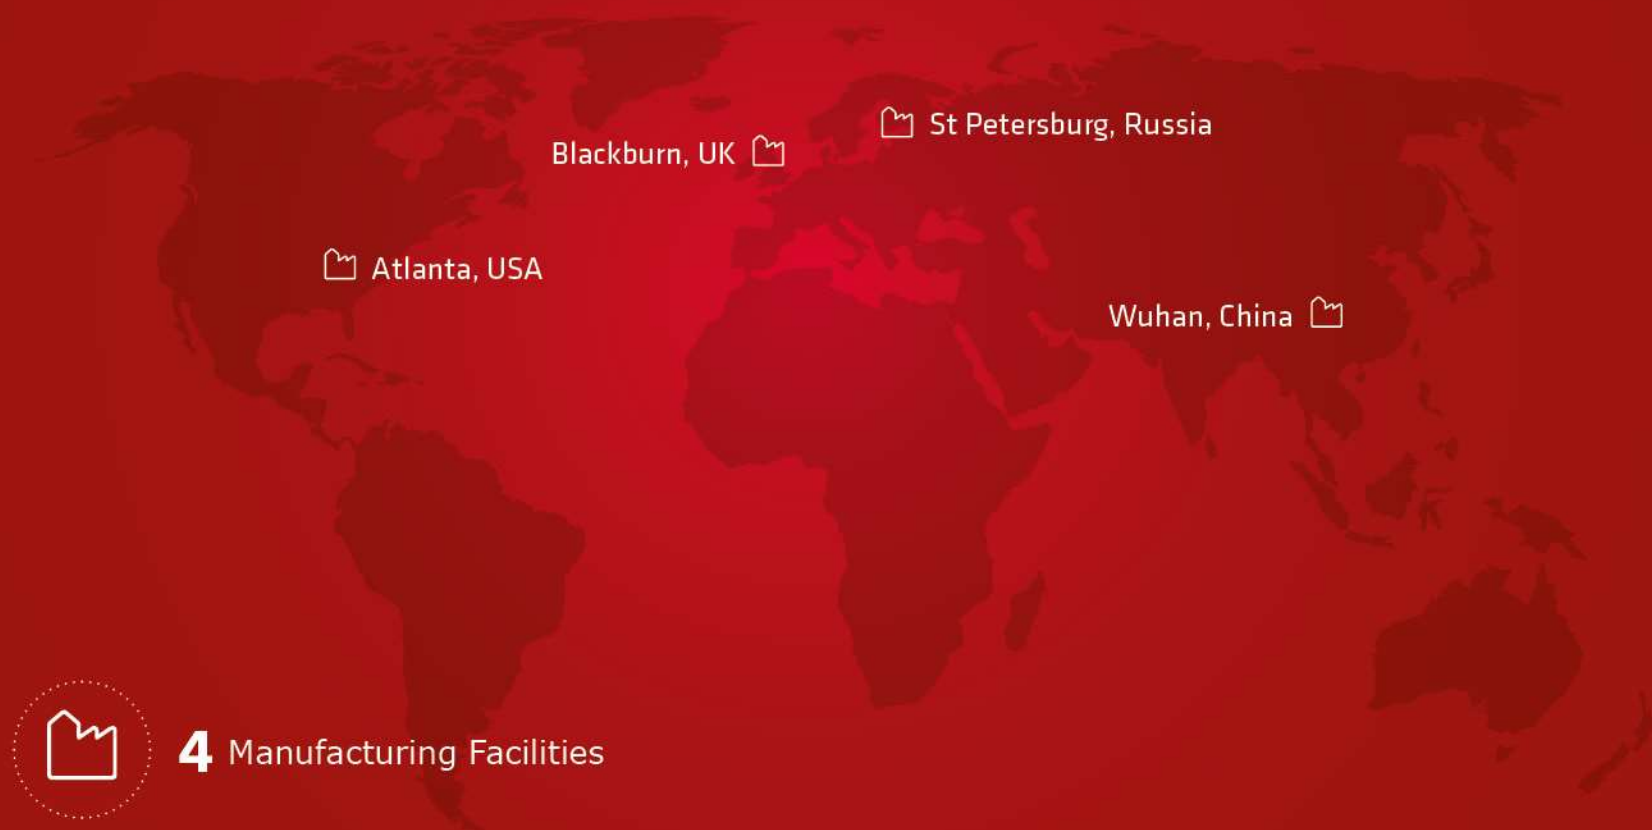 St Petersburg, Russia
Blackburn, UK
Atlanta, USA
Wuhan, China
4 Manufacturing Facilities